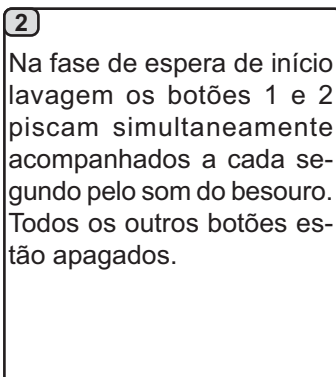 2
Na fase de espera de início
lavagem os botões 1 e 2
piscam simultaneamente
acompanhados a cada se-
gundo pelo som do besouro.
Todos os outros botões es-
tão apagados.